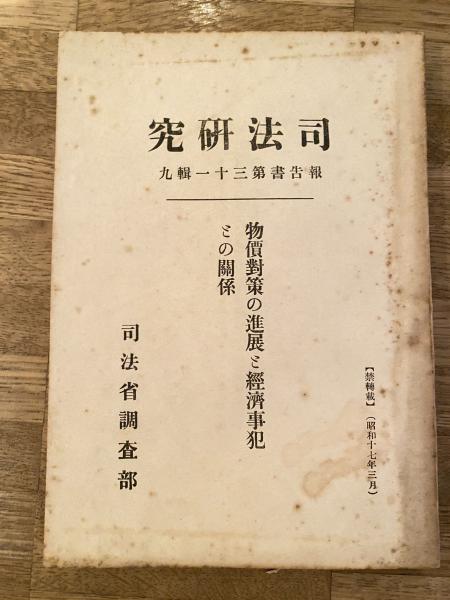 司法研究
報告書第三十一輯九
物價對策の進展と經濟事犯
との關係
【禁轉載】（昭和十七年三月）
司法省調査部